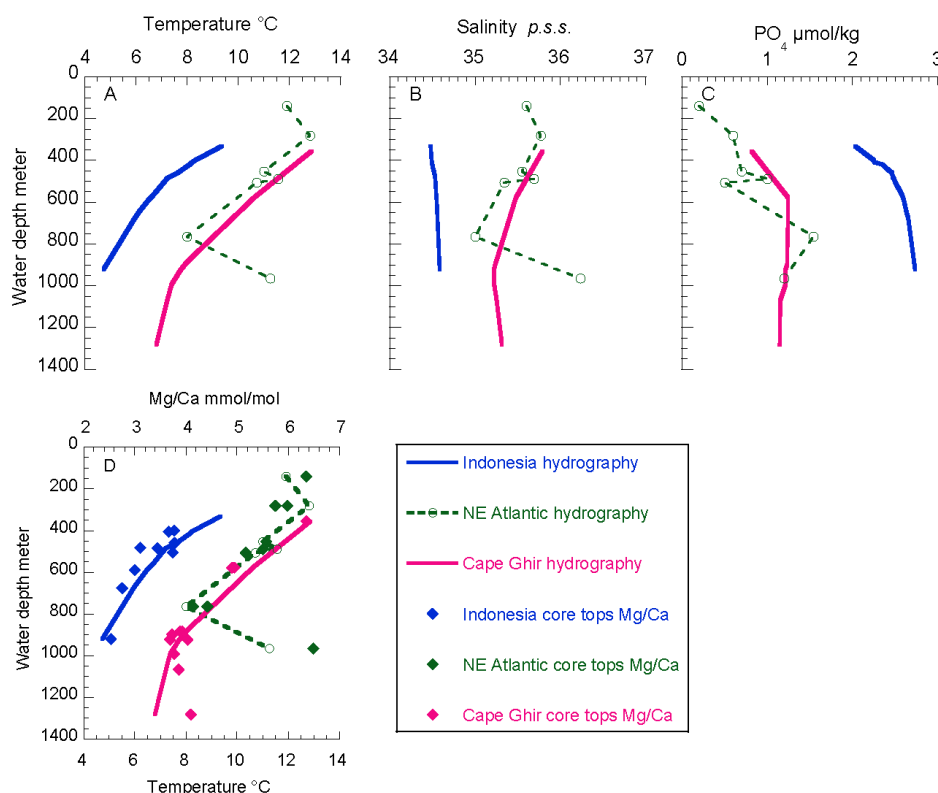 Temperature °C
Salinity p.s.s.
PO4 µmol/kg
4 6 8 10 12 14
34 35 36 37
0 1 2 3
A
B
C
0
200
400
600
800
1000
1200
1400
Water depth meter
Mg/Ca mmol/mol
2 3 4 5 6 7
D
0
200
400
600
800
1000
1200
1400
Water depth meter
4 6 8 10 12 14
Temperature °C
Indonesia hydrography
NE Atlantic hydrography
Cape Ghir hydrography
Indonesia core tops Mg/Ca
NE Atlantic core tops Mg/Ca
Cape Ghir core tops Mg/Ca